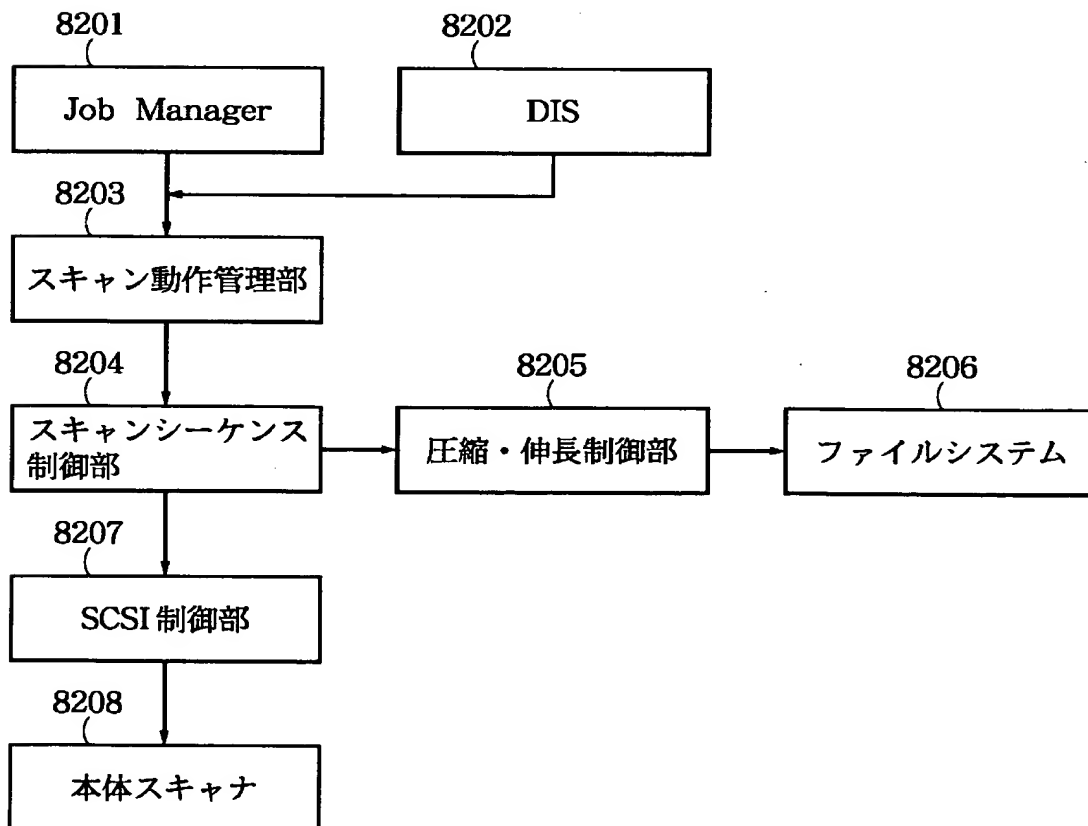 8201
8202
Job Manager
DIS
8203
スキャン動作管理部
8204
8205
8206
スキャンシーケンス
制御部
圧縮・伸長制御部
ファイルシステム
8207
SCSI制御部
8208
本体スキャナ